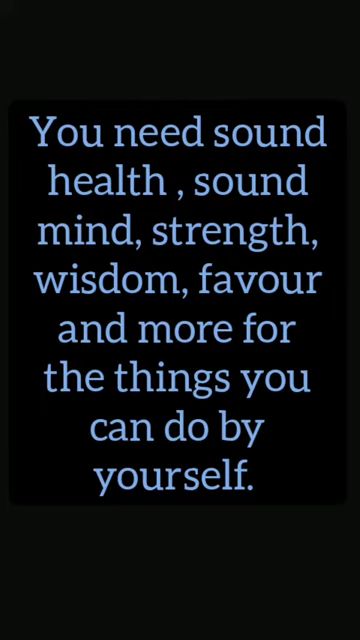 You need sound
health , sound
mind, strength,
wisdom, favour
and more for
the things you
can do by
yourself.